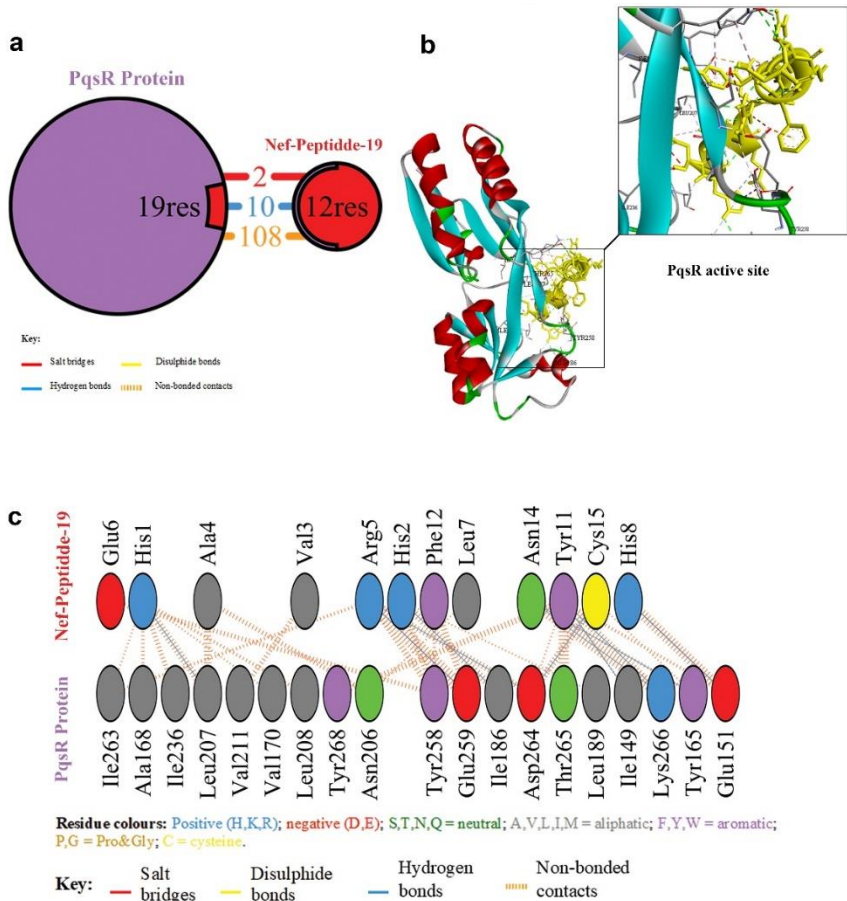 a
PqsR Protein
Nef-Peptidde-19
19res
2
10
108
12res
Key:
Salt bridges
Disulphide bonds
Hydrogen bonds
Non-bonded contacts
b
TYR258
PqsR active site
c
Nef-Peptidde-19
Glu6
His1
Ala4
Val3
Arg5
His2
Phe12
Leu7
Asn14
Tyr11
Cys15
His8
PqsR Protein
Ile263
Ala168
Ile236
Leu207
Val211
Val170
Leu208
Tyr268
Asn206
Tyr258
Glu259
Ile186
Asp264
Thr265
Leu189
Ile149
Lys266
Tyr165
Glu151
Residue colours: Positive (H,K,R); negative (D,E); S,T,N,Q = neutral; A,V,L,I,M = aliphatic; F,Y,W = aromatic;
P,G = Pro&Gly; C = cysteine.
Key:
Salt
bridges
Disulphide
bonds
Hydrogen
bonds
Non-bonded
contacts